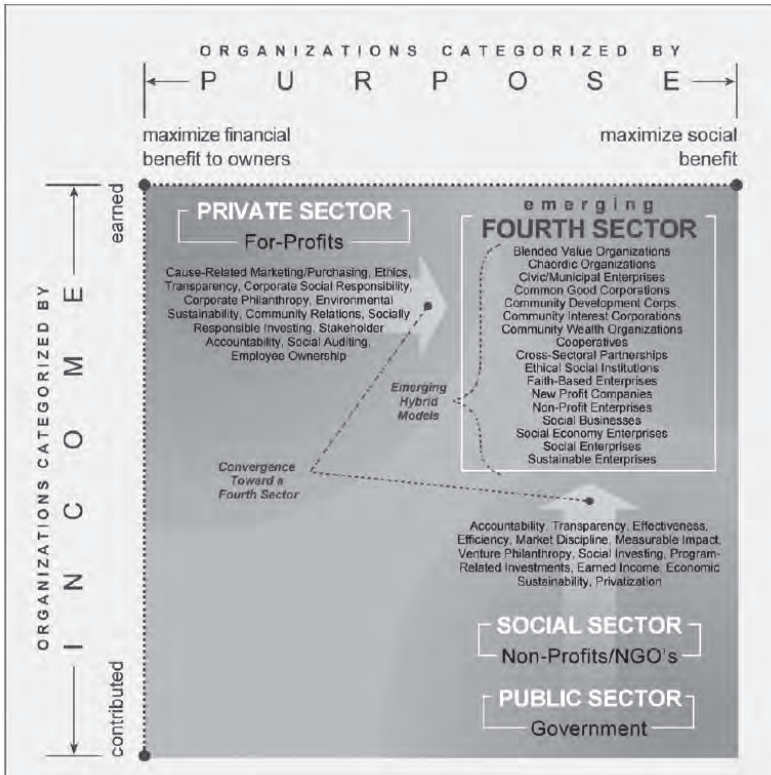 ORGANIZATIONS CATEGORIZED BY
PURPOSE
maximize financial
benefit to owners
maximize social
benefit
ORGANIZATIONS CATEGORIZED BY
INCOME
earned
contributed
PRIVATE SECTOR
For-Profits
Cause-Related Marketing/Purchasing, Ethics,
Transparency, Corporate Social Responsibility,
Corporate Philanthropy, Environmental
Sustainability, Community Relations, Socially
Responsible Investing, Stakeholder
Accountability, Social Auditing,
Employee Ownership
emerging
FOURTH SECTOR
Blended Value Organizations
Chaordic Organizations
Civic/Municipal Enterprises
Common Good Corporations
Community Development Corps.
Community Interest Corporations
Community Wealth Organizations
Cooperatives
Cross-Sectoral Partnerships
Ethical Social Institutions
Faith-Based Enterprises
New Profit Companies
Non-Profit Enterprises
Social Businesses
Social Economy Enterprises
Social Enterprises
Sustainable Enterprises
Emerging
Hybrid
Models
Convergence
Toward a
Fourth Sector
Accountability, Transparency, Effectiveness,
Efficiency, Market Discipline, Measurable Impact,
Venture Philanthropy, Social Investing, Program-
Related Investments, Earned Income, Economic
Sustainability, Privatization
SOCIAL SECTOR
Non-Profits/NGO's
PUBLIC SECTOR
Government